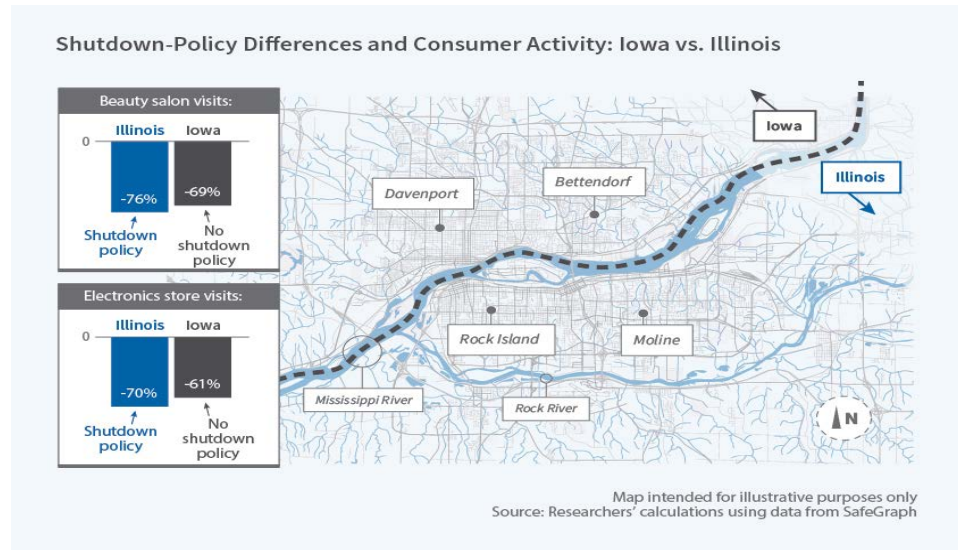 Shutdown-Policy Differences and Consumer Activity: Iowa vs. Illinois
Beauty salon visits:
Illinois Iowa
0
-76% -69%
Shutdown
policy
No
shutdown
policy
Electronics store visits:
Illinois Iowa
0
-70% -61%
Shutdown
policy
No
shutdown
policy
Iowa
Illinois
Davenport
Bettendorf
Rock Island
Moline
Mississippi River
Rock River
N
Map intended for illustrative purposes only
Source: Researchers' calculations using data from SafeGraph